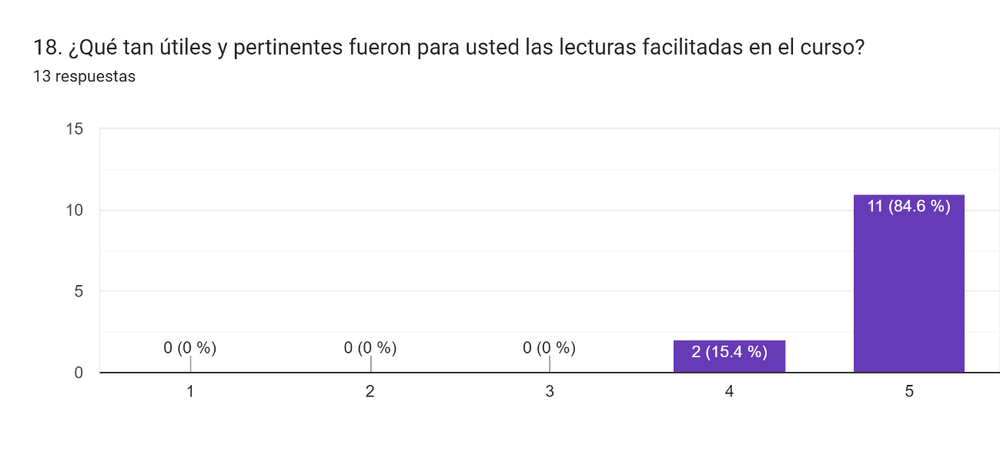 18. ¿Qué tan útiles y pertinentes fueron para usted las lecturas facilitadas en el curso?
13 respuestas
15
10
5
0
0 (0 %)
0 (0 %)
0 (0 %)
2 (15.4 %)
11 (84.6 %)
1
2
3
4
5